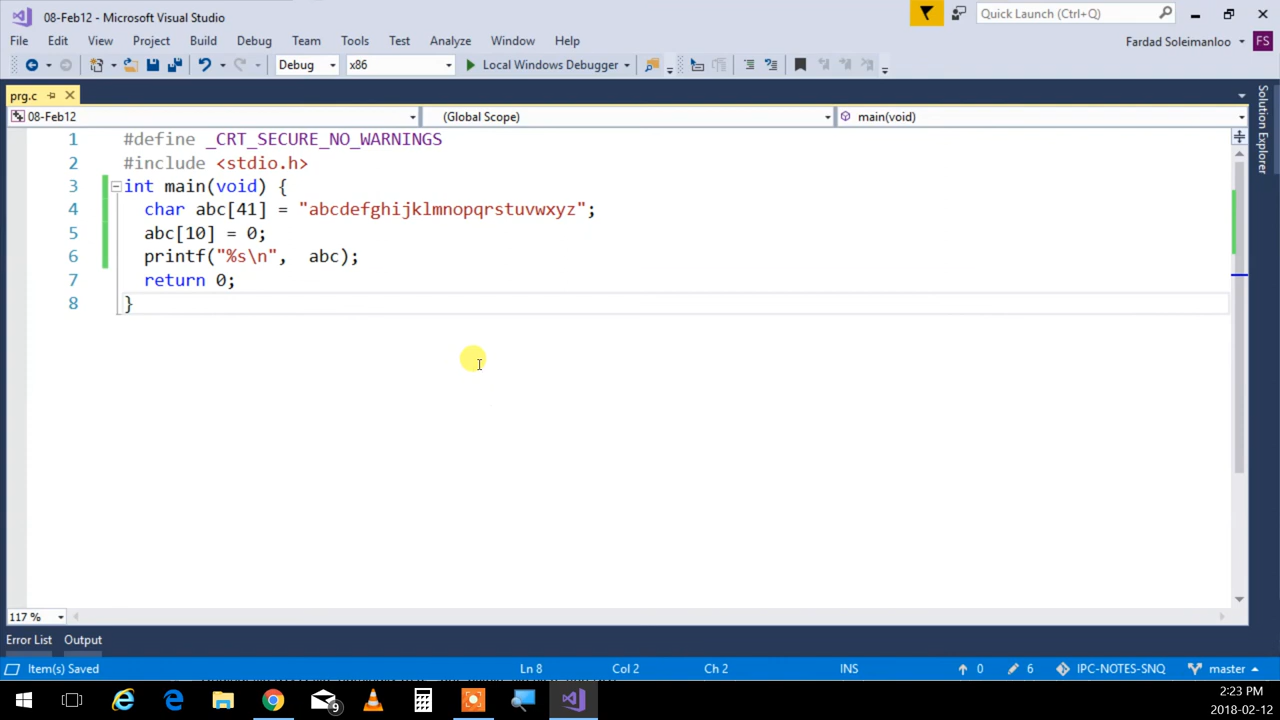 08-Feb12 - Microsoft Visual Studio
Quick Launch (Ctrl+Q)
File Edit View Project Build Debug Team Tools Test Analyze Window Help
Fardad Soleimanloo FS
Debug x86 Local Windows Debugger
prg.c
08-Feb12 (Global Scope) main(void)
Solution Explorer
1 #define _CRT_SECURE_NO_WARNINGS
2 #include <stdio.h>
3 int main(void) {
4 char abc[41] = "abcdefghijklmnopqrstuvwxyz";
5 abc[10] = 0;
6 printf("%s\n", abc);
7 return 0;
8 }
117 %
Error List Output
Item(s) Saved Ln 8 Col 2 Ch 2 INS 0 6 IPC-NOTES-SNQ master
9
2:23 PM
2018-02-12